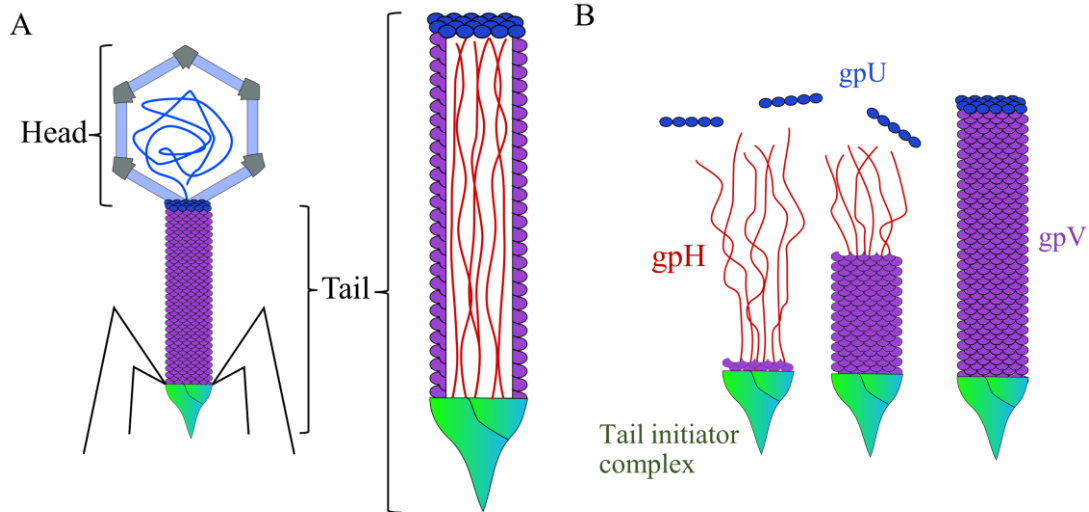 A
Head
Tail
B
gpU
gpH
gpV
Tail initiator
complex